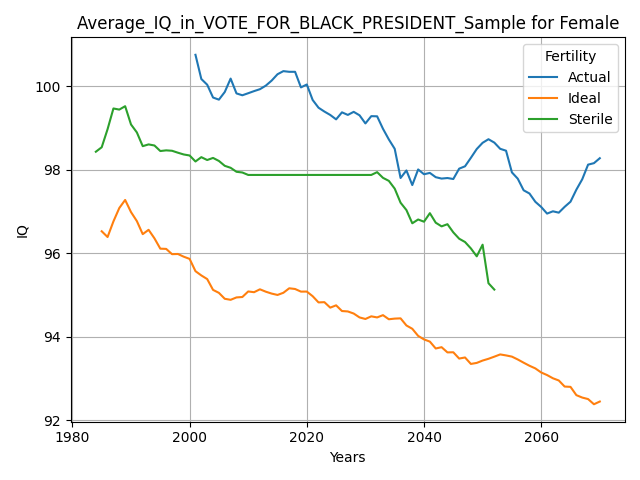 Average_IQ_in_VOTE_FOR_BLACK_PRESIDENT_Sample for Female
Fertility
Actual
Ideal
Sterile
IQ
100
98
96
94
92
1980
2000
2020
2040
2060
Years